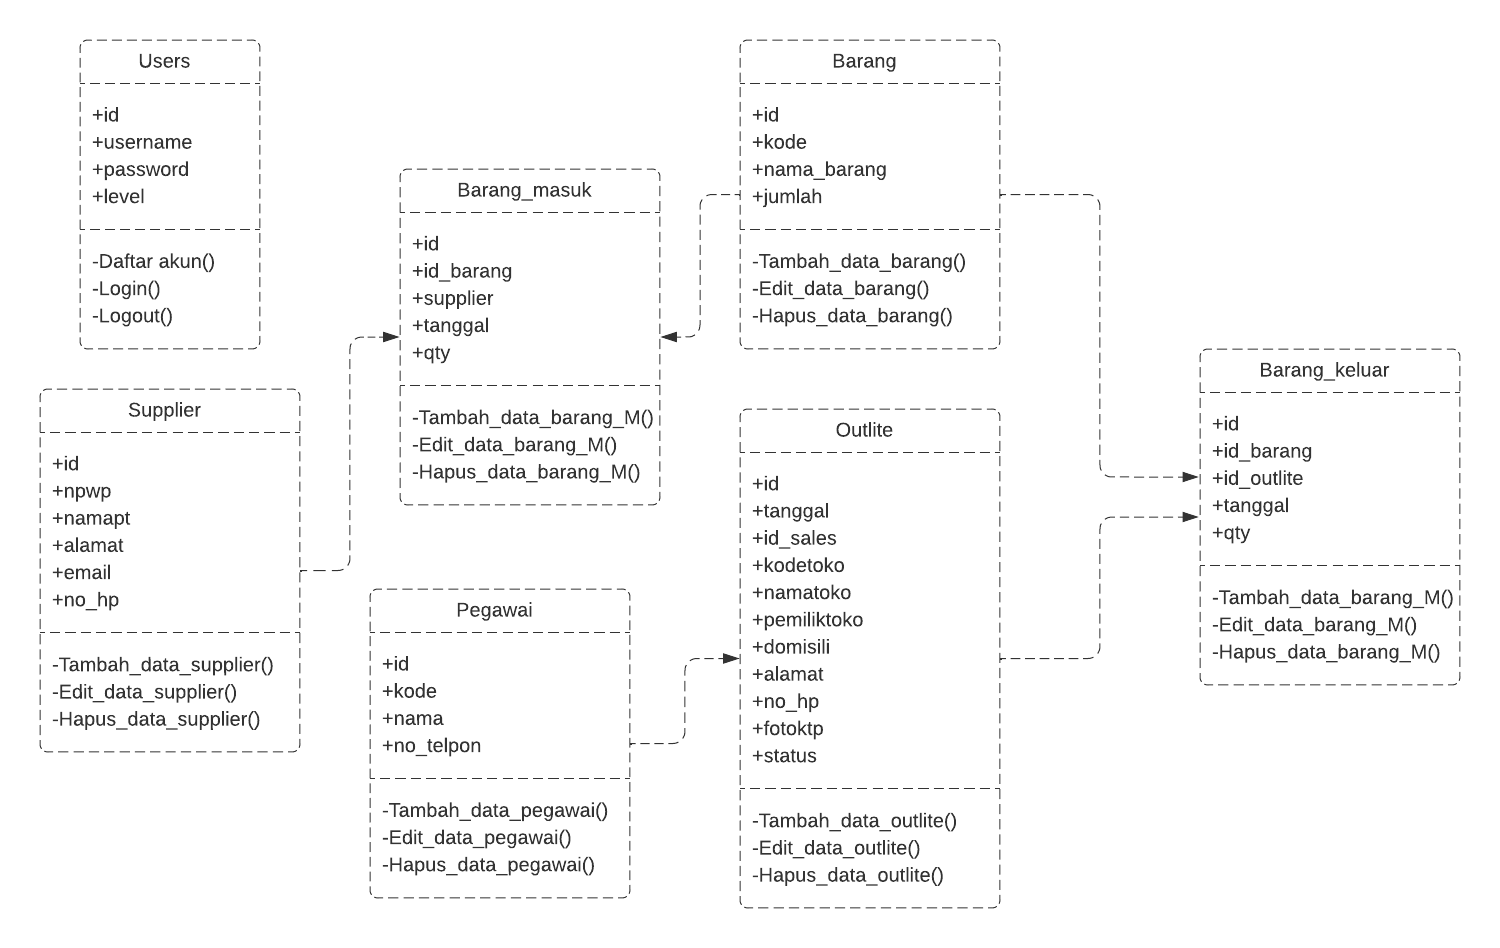 Users
+id
+username
+password
+level
-Daftar akun()
-Login()
-Logout()
Supplier
+id
+npwp
+namapt
+alamat
+email
+no_hp
-Tambah_data_supplier()
-Edit_data_supplier()
-Hapus_data_supplier()
Barang_masuk
+id
+id_barang
+supplier
+tanggal
+qty
-Tambah_data_barang_M()
-Edit_data_barang_M()
-Hapus_data_barang_M()
Pegawai
+id
+kode
+nama
+no_telpon
-Tambah_data_pegawai()
-Edit_data_pegawai()
-Hapus_data_pegawai()
Barang
+id
+kode
+nama_barang
+jumlah
-Tambah_data_barang()
-Edit_data_barang()
-Hapus_data_barang()
Outlite
+id
+tanggal
+id_sales
+kodetoko
+namatoko
+pemiliktoko
+domisili
+alamat
+no_hp
+fotoktp
+status
-Tambah_data_outlite()
-Edit_data_outlite()
-Hapus_data_outlite()
Barang_keluar
+id
+id_barang
+id_outlite
+tanggal
+qty
-Tambah_data_barang_M()
-Edit_data_barang_M()
-Hapus_data_barang_M()